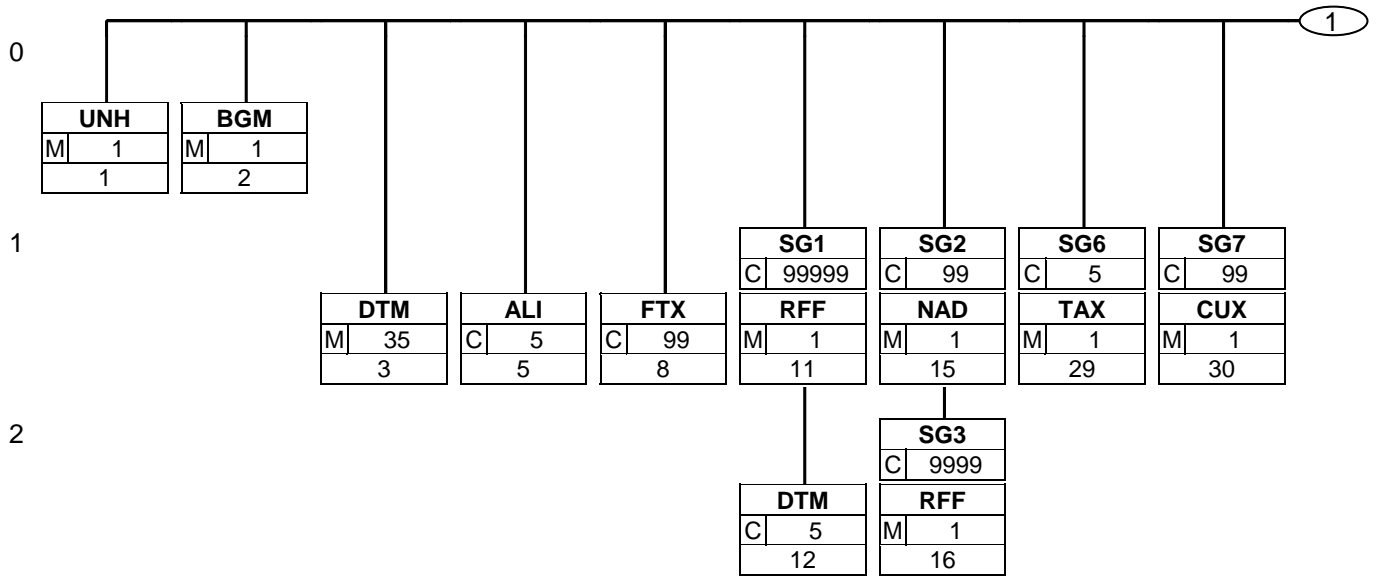 1
0
UNH BGM
M 1 M 1
1 2
1
SG1 SG2 SG6 SG7
C 99999 C 99 C 5 C 99
DTM ALI FTX RFF NAD TAX CUX
M 35 C 5 C 99 M 1 M 1 M 1 M 1
3 5 8 11 15 29 30
2
SG3
C 9999
DTM RFF
C 5 M 1
12 16